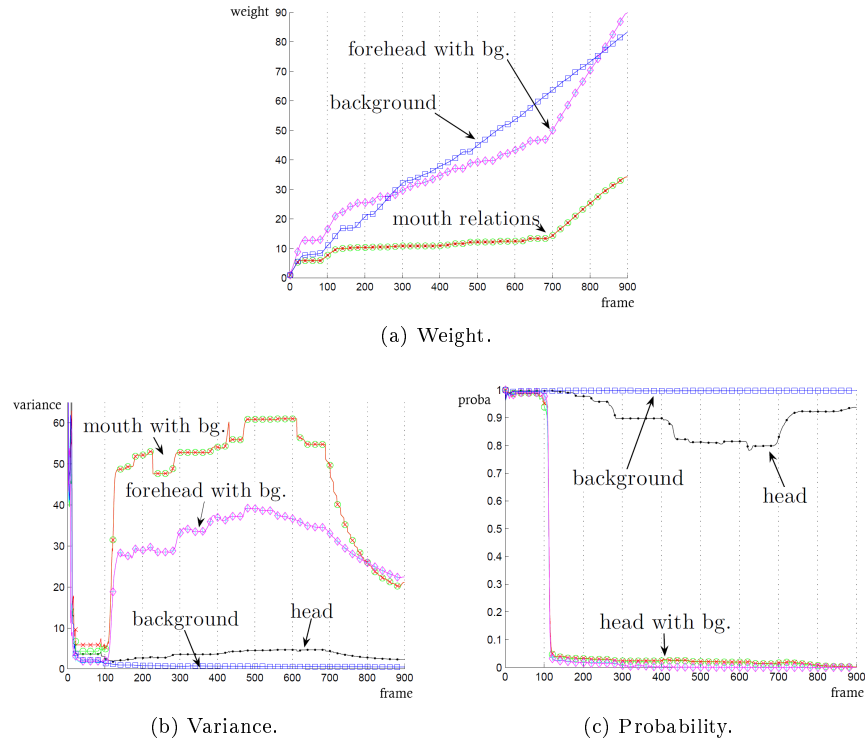 weight
90
80
70
60
50
40
30
20
10
0
forehead with bg.
background
mouth relations
0 100 200 300 400 500 600 700 800 900
frame
(a) Weight.
variance
60
50
40
30
20
10
0
mouth with bg.
forehead with bg.
background
head
0 100 200 300 400 500 600 700 800 900
frame
(b) Variance.
proba
1
0.9
0.8
0.7
0.6
0.5
0.4
0.3
0.2
0.1
0
background
head
head with bg.
0 100 200 300 400 500 600 700 800 900
frame
(c) Probability.